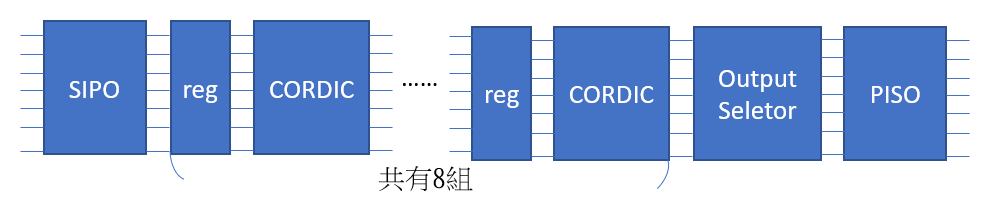 SIPO
reg
CORDIC
......
reg
CORDIC
Output
Seletor
PISO
共有8組